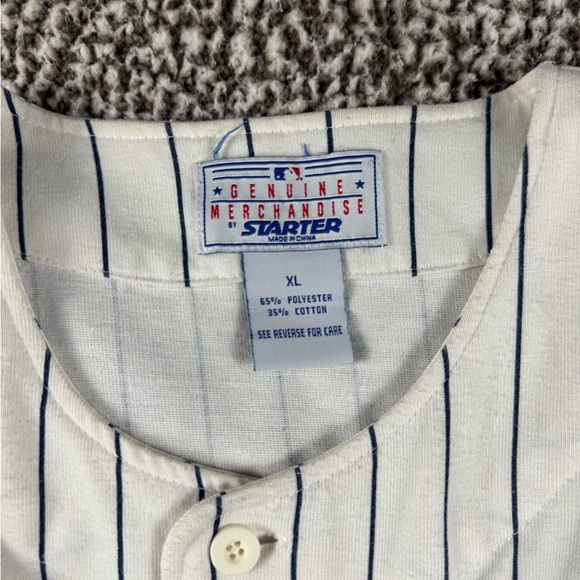 GENUINE
MERCHANDISE
BY STARTER
MADE IN CHINA
XL
65% POLYESTER
35% COTTON
SEE REVERSE FOR CARE